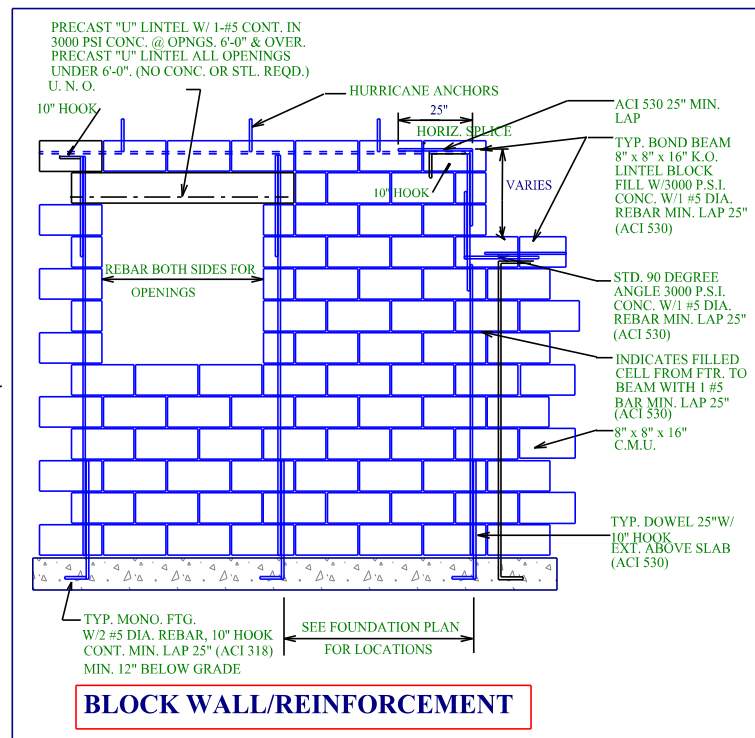 PRECAST "U" LINTEL W/ 1-#5 CONT. IN
3000 PSI CONC. @ OPNGS. 6'-0" & OVER.
PRECAST "U" LINTEL ALL OPENINGS
UNDER 6'-0". (NO CONC. OR STL. REQD.)
U. N. O.
10" HOOK
HURRICANE ANCHORS
25"
HORIZ. SPLICE
10" HOOK
VARIES
ACI 530 25" MIN.
LAP
TYP. BOND BEAM
8" x 8" x 16" K.O.
LINTEL BLOCK
FILL W/3000 P.S.I.
CONC. W/1 #5 DIA.
REBAR MIN. LAP 25"
(ACI 530)
REBAR BOTH SIDES FOR
OPENINGS
STD. 90 DEGREE
ANGLE 3000 P.S.I.
CONC. W/1 #5 DIA.
REBAR MIN. LAP 25"
(ACI 530)
INDICATES FILLED
CELL FROM FTR. TO
BEAM WITH 1 #5
BAR MIN. LAP 25"
(ACI 530)
8" x 8" x 16"
C.M.U.
TYP. DOWEL 25"W/
10" HOOK
EXT. ABOVE SLAB
(ACI 530)
TYP. MONO. FTG.
W/2 #5 DIA. REBAR, 10" HOOK
CONT. MIN. LAP 25" (ACI 318)
MIN. 12" BELOW GRADE
SEE FOUNDATION PLAN
FOR LOCATIONS
BLOCK WALL/REINFORCEMENT